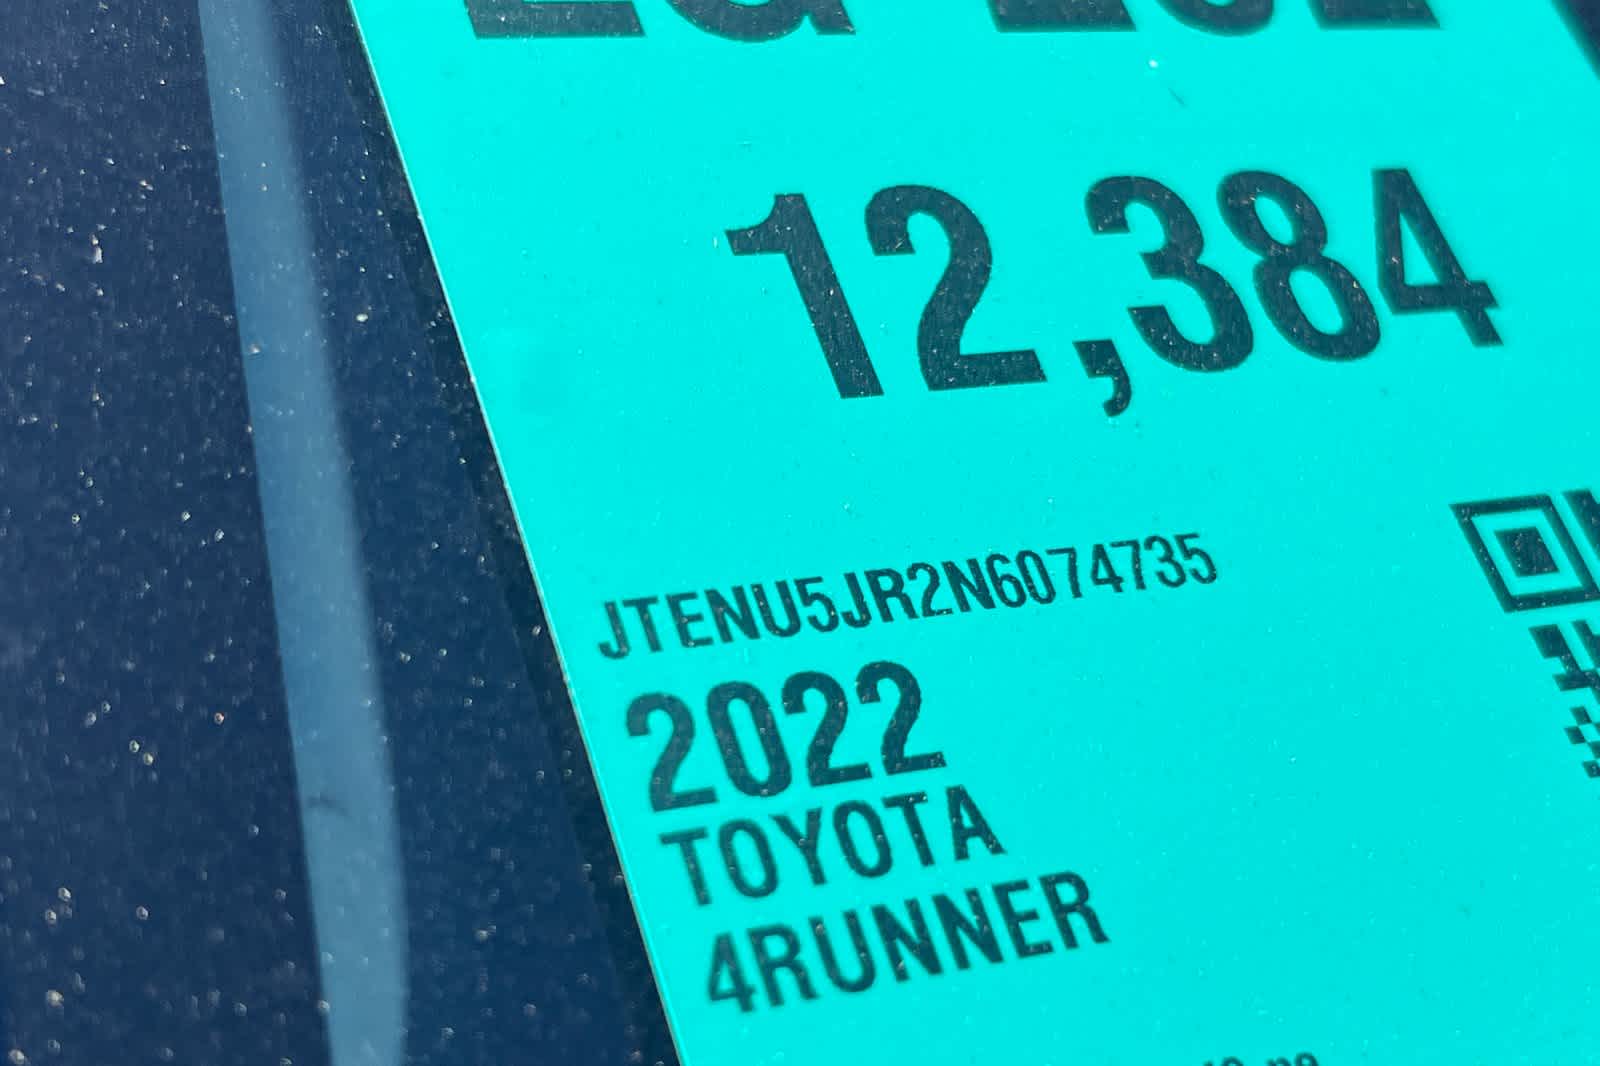 12,384
JTENU5JR2N6074735
2022
TOYOTA
4RUNNER